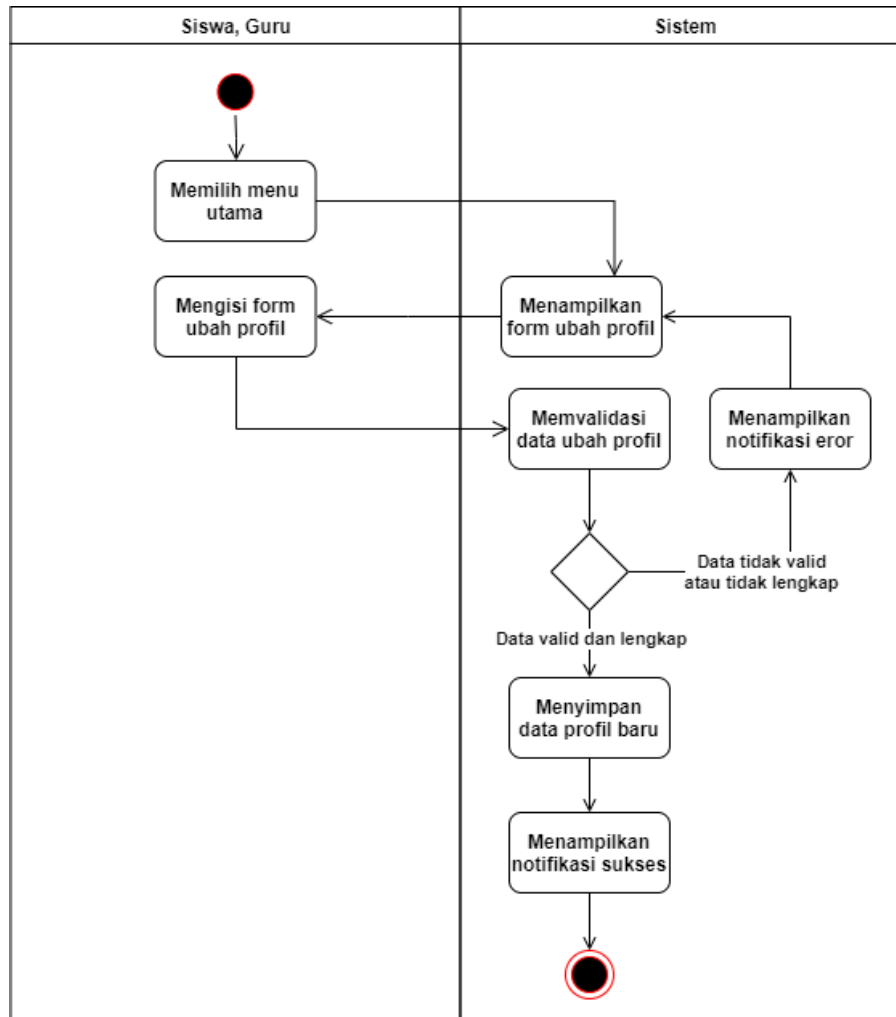 Siswa, Guru
Sistem
Memilih menu
utama
Mengisi form
ubah profil
Menampilkan
form ubah profil
Memvalidasi
data ubah profil
Menampilkan
notifikasi eror
Data tidak valid
atau tidak lengkap
Data valid dan lengkap
Menyimpan
data profil baru
Menampilkan
notifikasi sukses